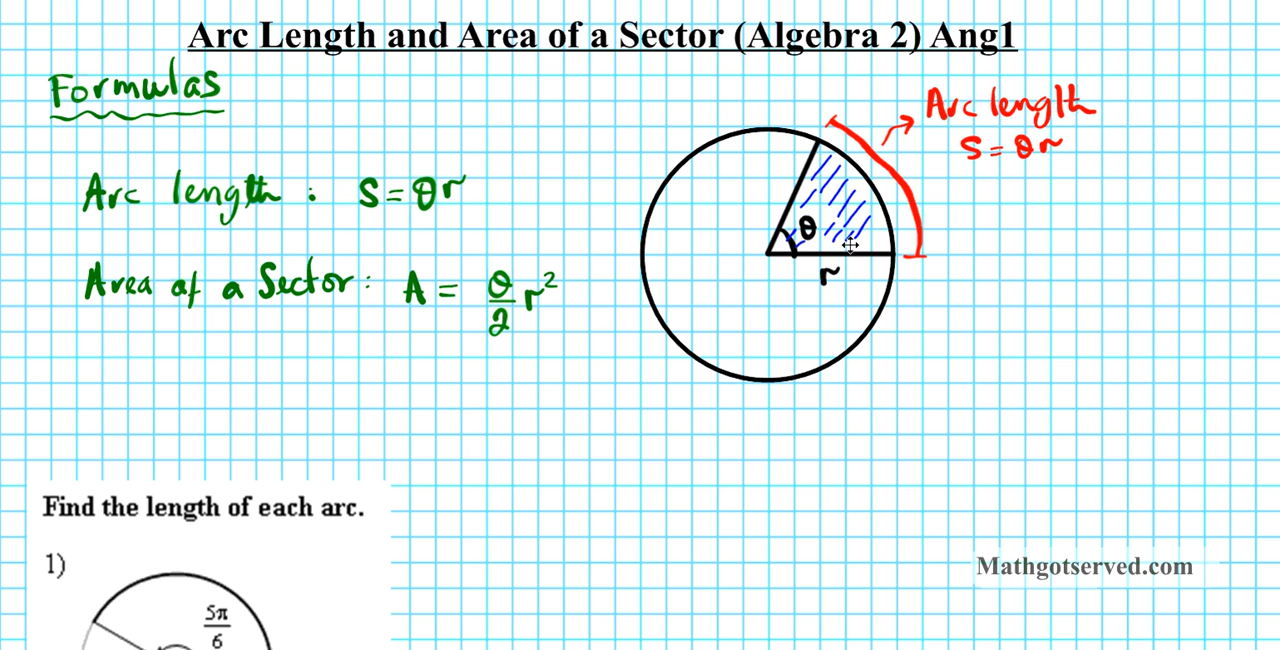 Arc Length and Area of a Sector (Algebra 2) Ang1
Formulas
Arc length : S = θr
Area of a Sector: A = θ/2 r²
Arc length
S = θr
θ
r
Find the length of each arc.
1)
5π/6
Mathgotserved.com